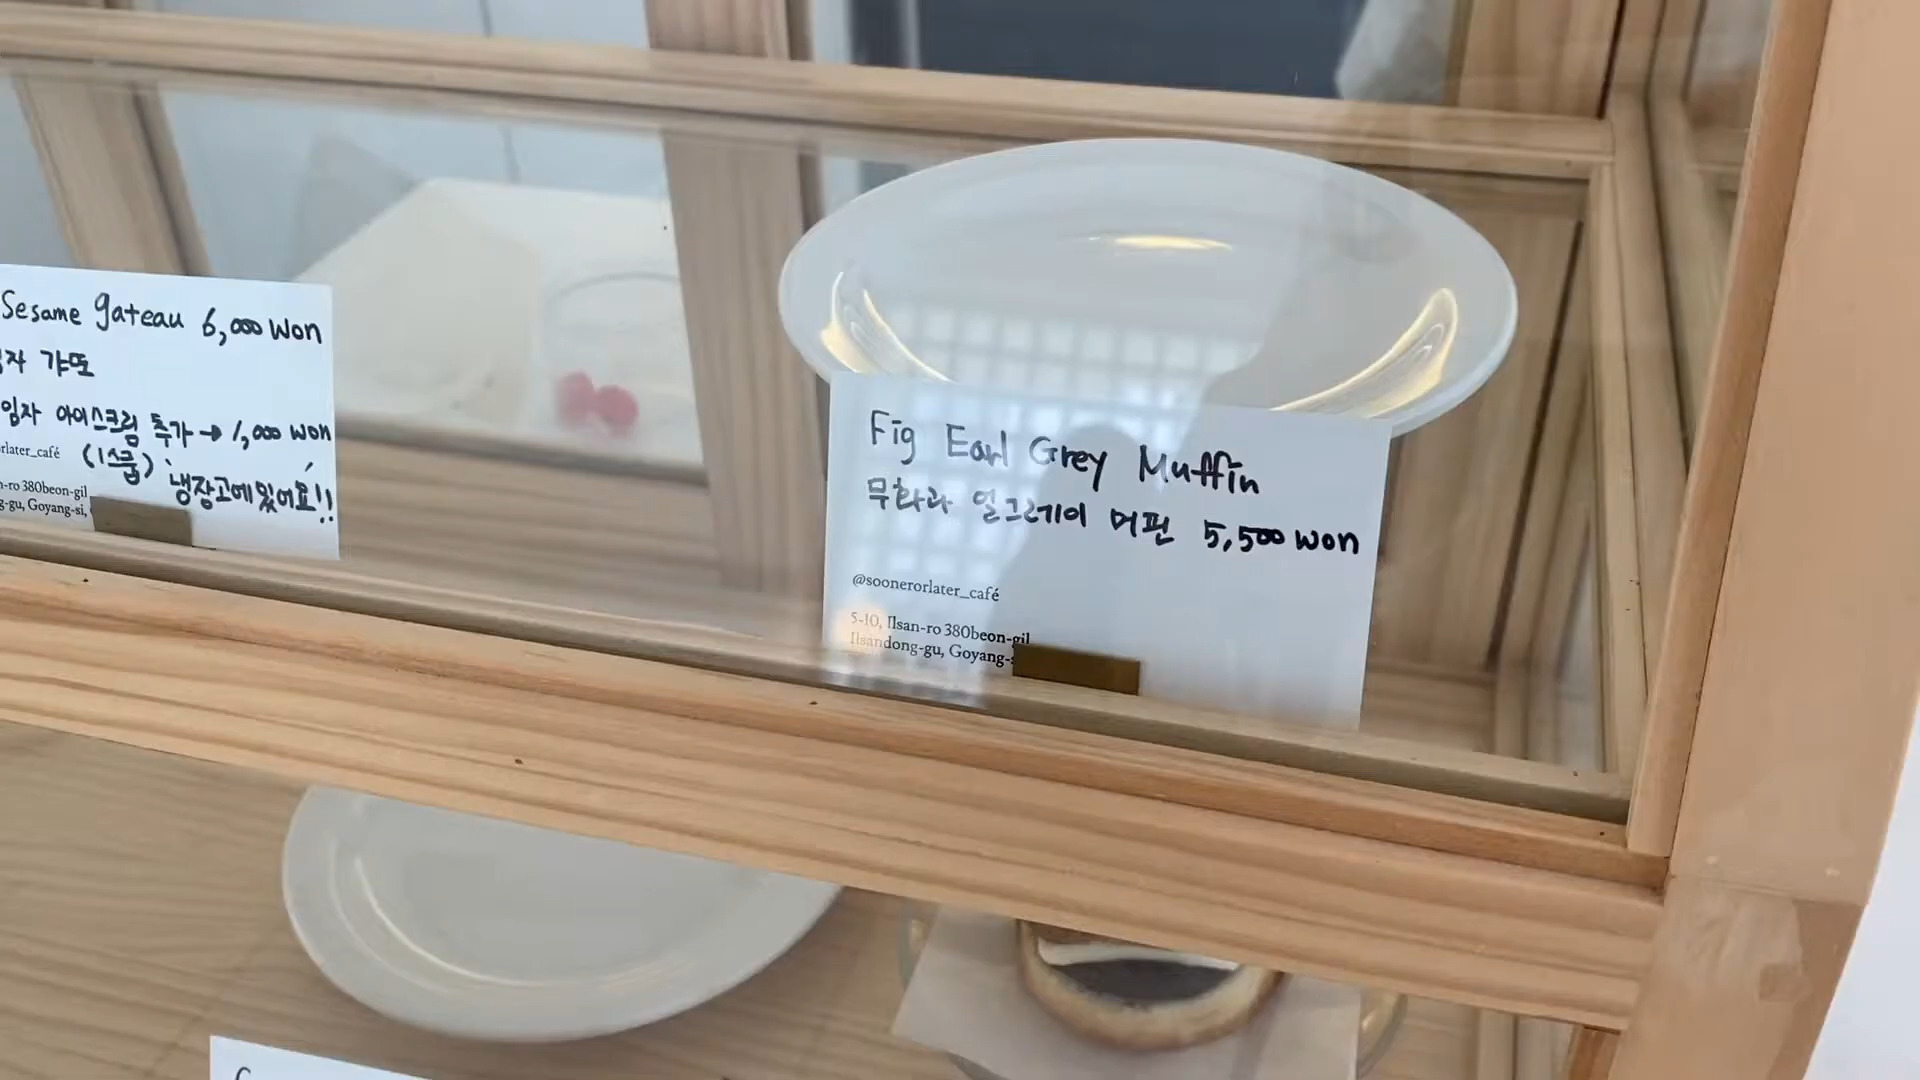 Sesame gateau 6,000 won
갸또
임자 아이스크림 추가 → 1,000 won
(1스쿱) 냉장고에 있어요!!
rlater_café
n-ro 380beon-gil
g-gu, Goyang-si,
Fig Earl Grey Muffin
무화과 얼그레이 머핀 5,500 won
@soonerorlater_café
5-10, Ilsan-ro 380beon-gil
Ilsandong-gu, Goyang-s